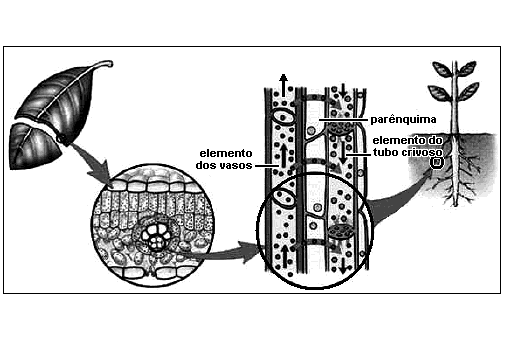 parênquima
elemento do
tubo crivoso
elemento
dos vasos